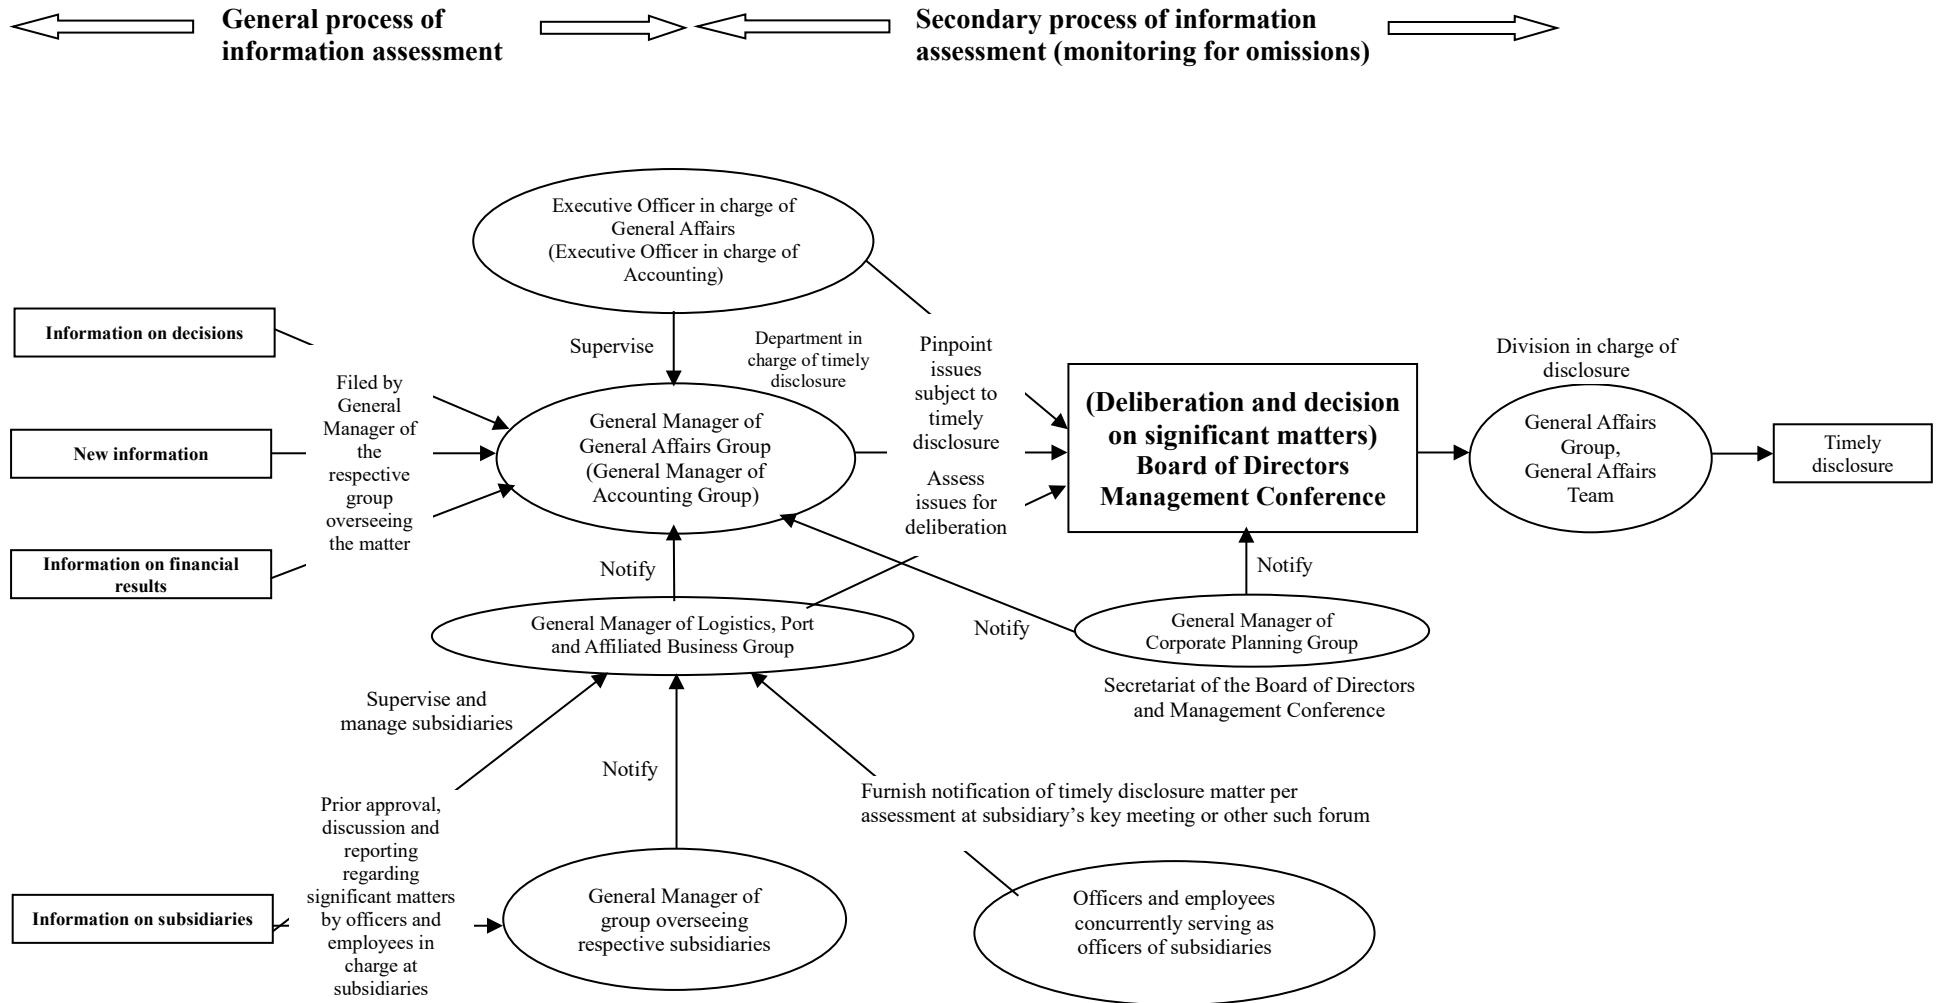 General process of
information assessment
Secondary process of information
assessment (monitoring for omissions)
Executive Officer in charge of
General Affairs
(Executive Officer in charge of
Accounting)
Information on decisions
Supervise
Department in
charge of timely
disclosure
Pinpoint
issues
subject to
timely
disclosure
Division in charge of
disclosure
Filed by
General
Manager of
the
respective
group
overseeing
the matter
General Manager of
General Affairs Group
(General Manager of
Accounting Group)
(Deliberation and decision
on significant matters)
Board of Directors
Management Conference
General Affairs
Group,
General Affairs
Team
Timely
disclosure
New information
Assess
issues for
deliberation
Information on financial
results
Notify
Notify
General Manager of Logistics, Port
and Affiliated Business Group
Notify
General Manager of
Corporate Planning Group
Secretariat of the Board of Directors
and Management Conference
Supervise and
manage subsidiaries
Notify
Furnish notification of timely disclosure matter per
assessment at subsidiary’s key meeting or other such forum
Prior approval,
discussion and
reporting
regarding
significant matters
by officers and
employees in
charge at
subsidiaries
Information on subsidiaries
General Manager of
group overseeing
respective subsidiaries
Officers and employees
concurrently serving as
officers of subsidiaries